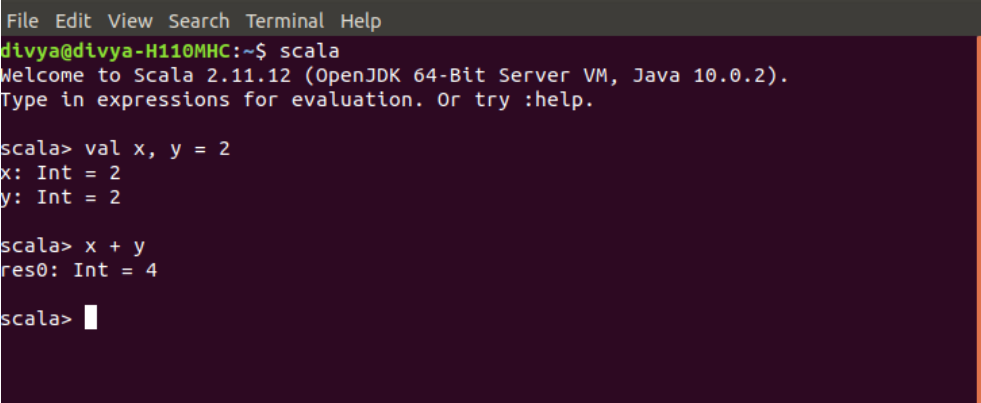 File Edit View Search Terminal Help
divya@divya-H110MHC:~$ scala
Welcome to Scala 2.11.12 (OpenJDK 64-Bit Server VM, Java 10.0.2).
Type in expressions for evaluation. Or try :help.
scala> val x, y = 2
x: Int = 2
y: Int = 2
scala> x + y
res0: Int = 4
scala>